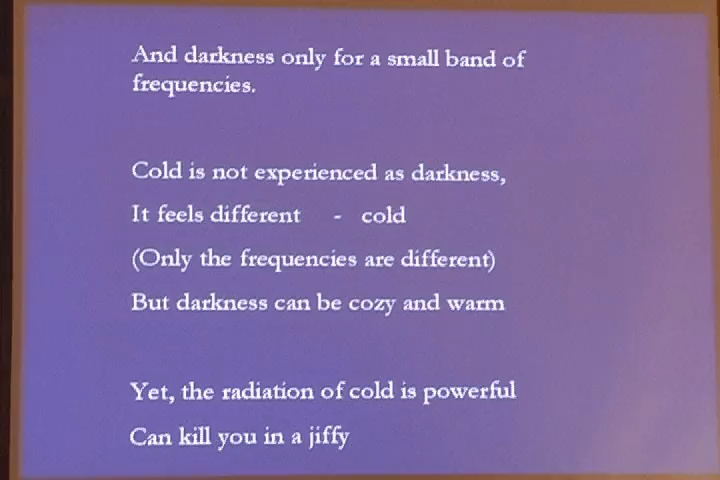 And darkness only for a small band of
frequencies.
Cold is not experienced as darkness,
It feels different - cold
(Only the frequencies are different)
But darkness can be cozy and warm
Yet, the radiation of cold is powerful
Can kill you in a jiffy